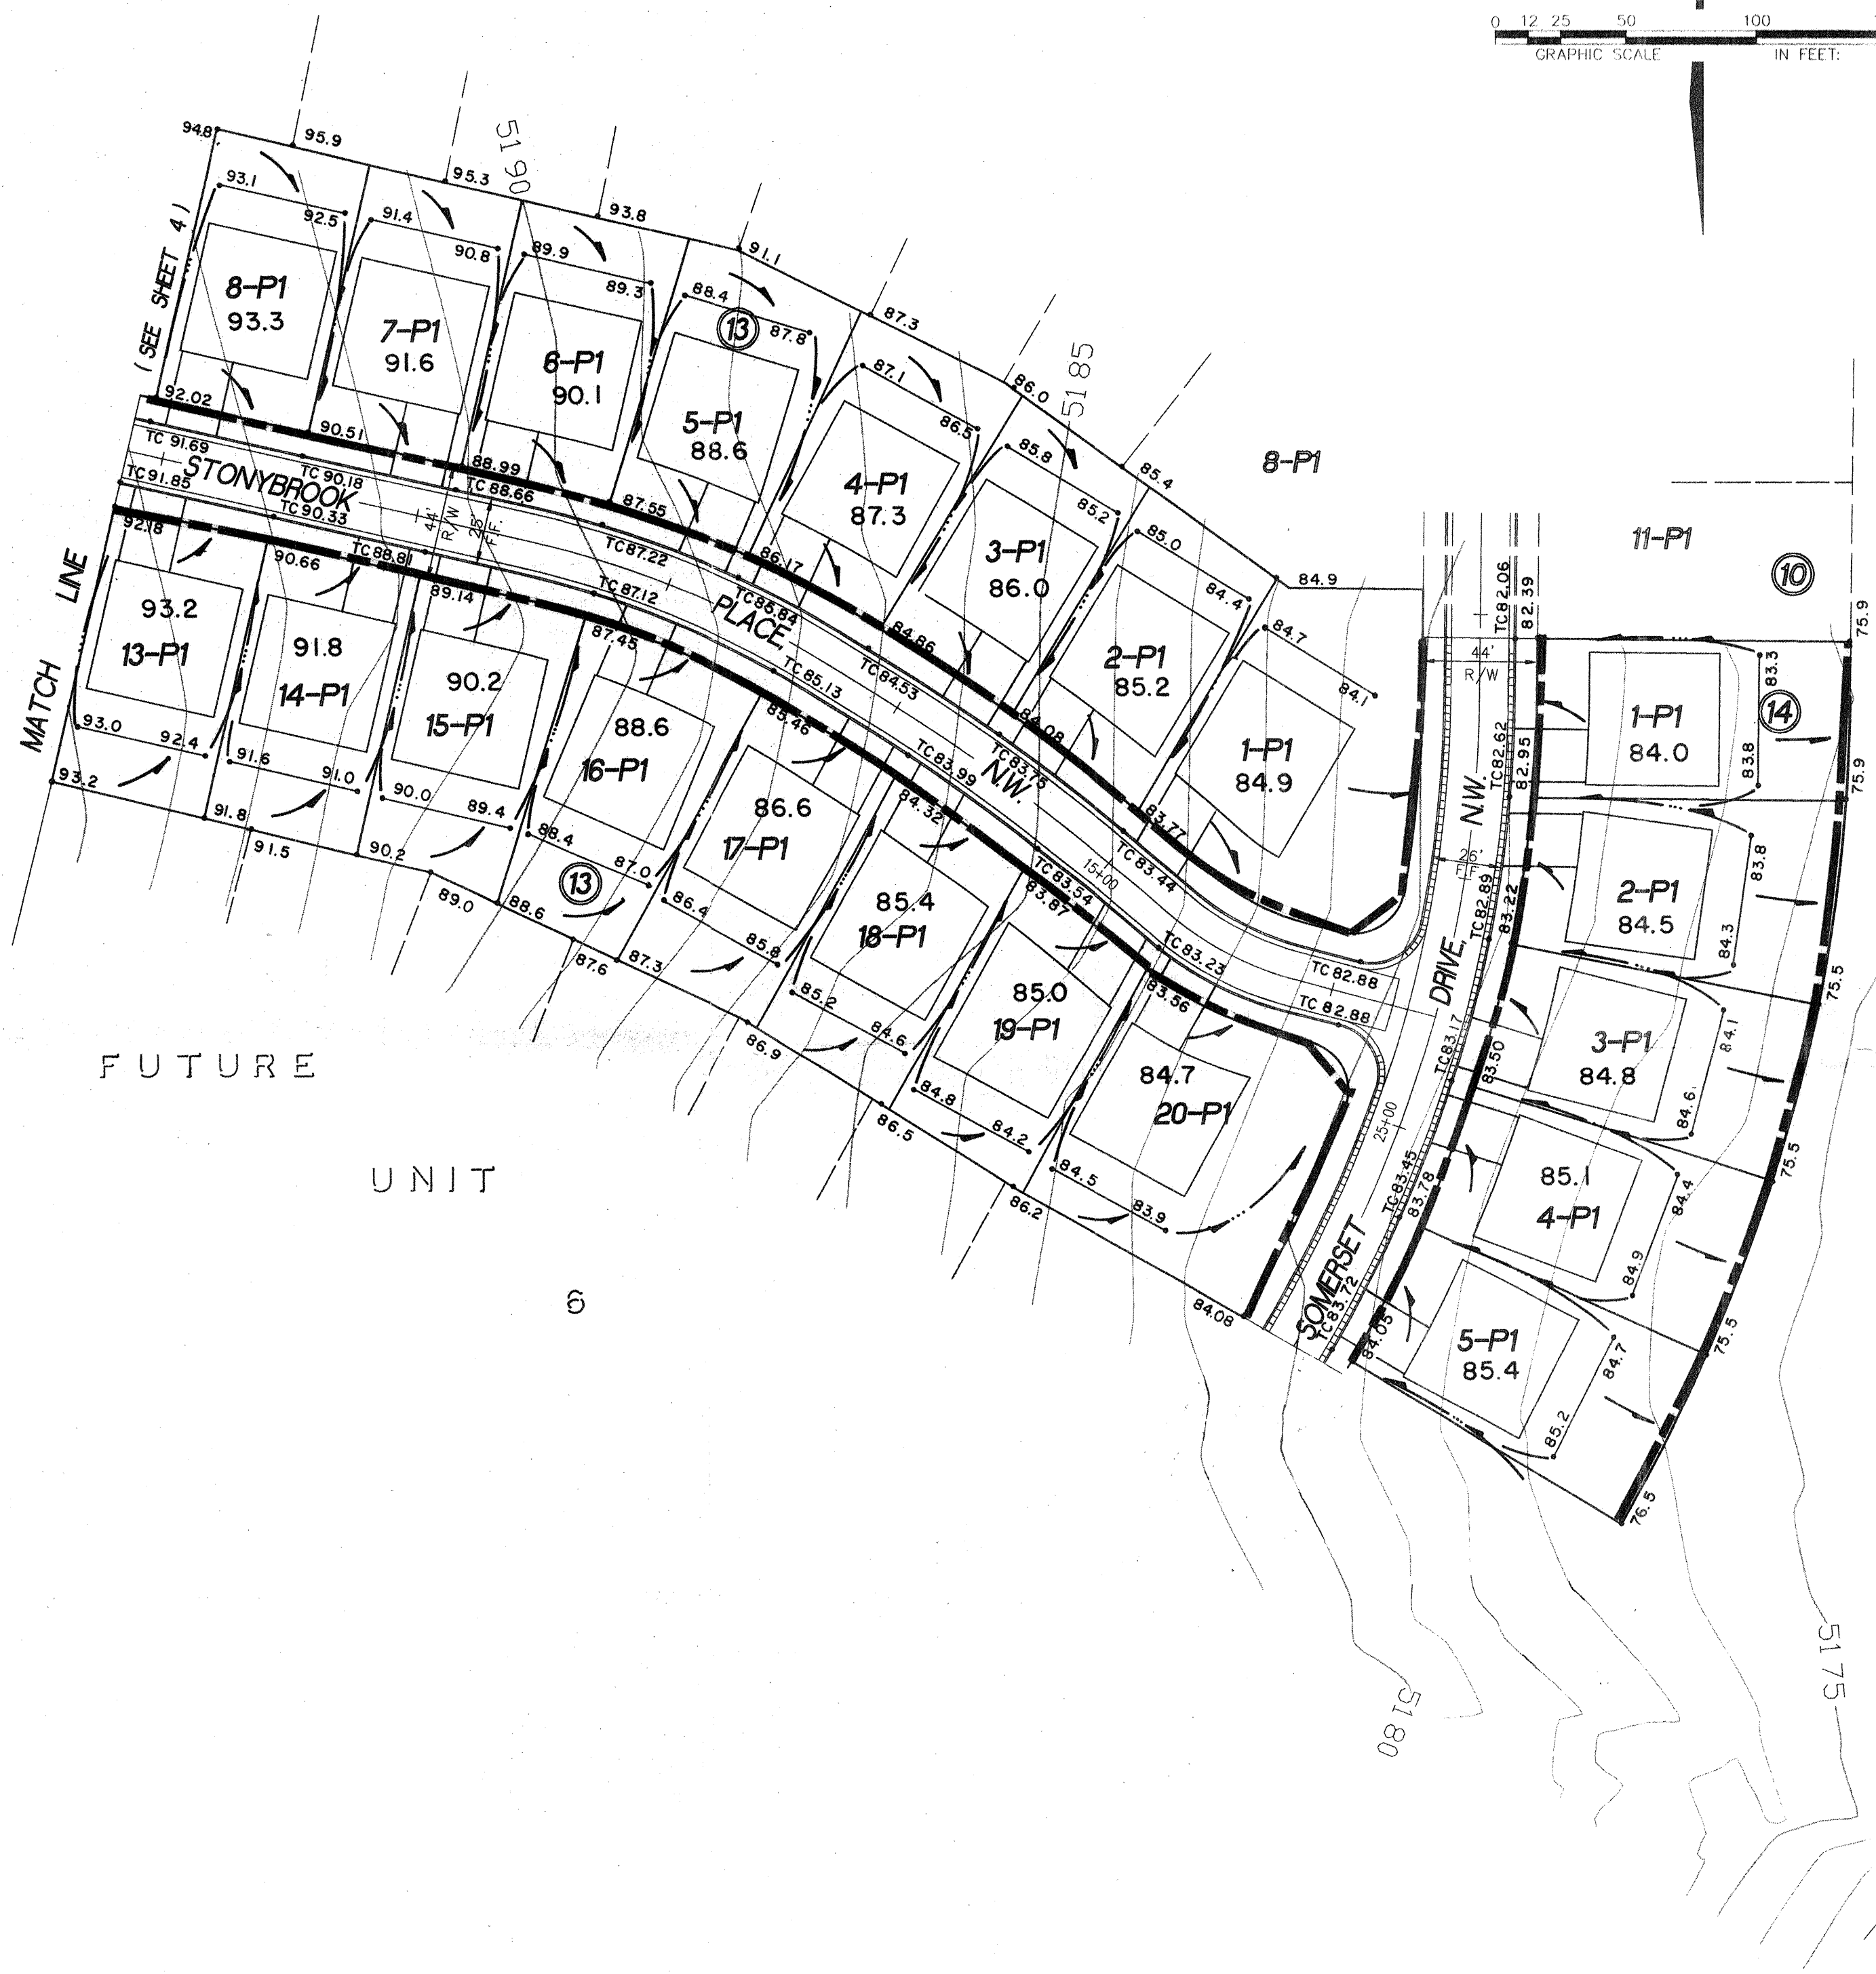 0 12 25 50 100
GRAPHIC SCALE IN FEET:
94.8
95.9
95.3
93.8
91.1
87.3
86.0
85.4
84.9
5190
5185
( SEE SHEET 4 )
MATCH LINE
93.1
92.5
8-P1
93.3
91.4
90.8
7-P1
91.6
89.9
89.3
6-P1
90.1
88.4
87.8
13
5-P1
88.6
87.1
86.5
4-P1
87.3
85.8
85.2
3-P1
86.0
85.0
84.4
2-P1
85.2
84.7
84.1
1-P1
84.9
8-P1
11-P1
10
92.02
90.51
88.99
87.55
86.17
84.86
84.08
83.77
TC 91.69
TC 90.18
TC 88.66
TC 87.22
TC 85.84
TC 84.53
TC 83.75
TC 83.44
TC 82.88
STONYBROOK PLACE, N.W.
44'
R/W
25'
F.F.
15+00
TC 91.85
TC 90.33
TC 88.81
TC 87.12
TC 85.13
TC 83.99
TC 83.54
TC 83.23
TC 82.88
92.18
90.66
89.14
87.45
85.46
84.32
83.87
83.56
93.2
13-P1
93.0
92.4
91.8
14-P1
91.6
91.0
90.2
15-P1
90.0
89.4
88.6
16-P1
88.4
87.0
86.6
17-P1
86.4
85.8
85.4
18-P1
85.2
84.6
85.0
19-P1
84.8
84.2
84.7
20-P1
84.5
83.9
13
93.2
91.8
91.5
90.2
89.0
88.6
87.6
87.3
86.9
86.5
86.2
84.08
SOMERSET DRIVE, N.W.
44'
R/W
26'
F.F.
25+00
TC 82.06
82.39
TC 82.62
82.95
TC 82.89
83.22
TC 83.17
83.50
TC 83.45
83.78
TC 83.72
84.05
1-P1
84.0
83.3
83.8
14
2-P1
84.5
83.8
84.3
3-P1
84.8
84.1
84.6
85.1
4-P1
84.4
84.9
5-P1
85.4
84.7
85.2
75.9
75.9
75.5
75.5
75.5
76.5
FUTURE
UNIT
6
5180
5175